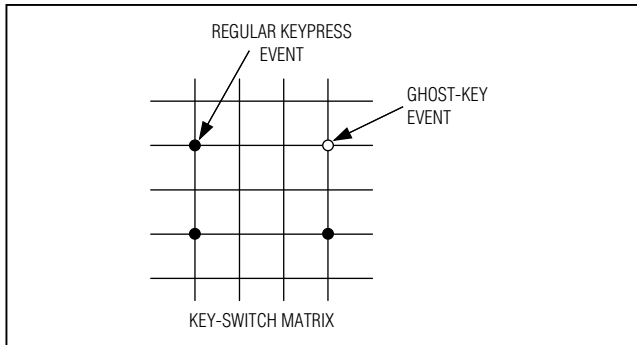 REGULAR KEYPRESS
EVENT
GHOST-KEY
EVENT
KEY-SWITCH MATRIX